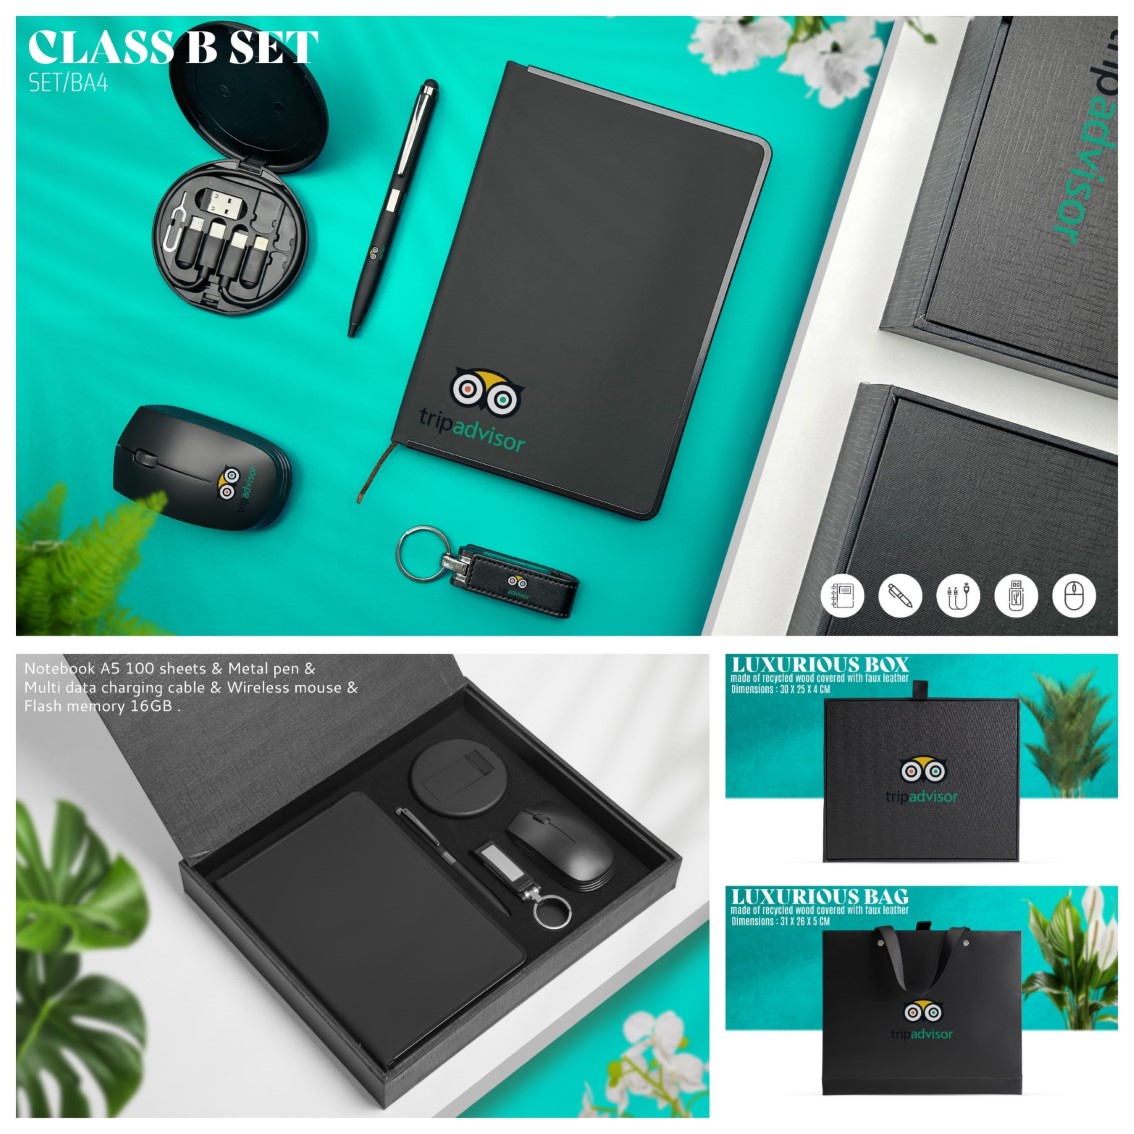 CLASS B SET
SET/BA4
tripadvisor
tripadvisor
tripadvisor
advisor
Notebook A5 100 sheets & Metal pen &
Multi data charging cable & Wireless mouse &
Flash memory 16GB .
LUXURIOUS BOX
made of recycled wood covered with faux leather
Dimensions : 30 X 25 X 4 CM
tripadvisor
LUXURIOUS BAG
made of recycled wood covered with faux leather
Dimensions : 31 X 26 X 5 CM
tripadvisor